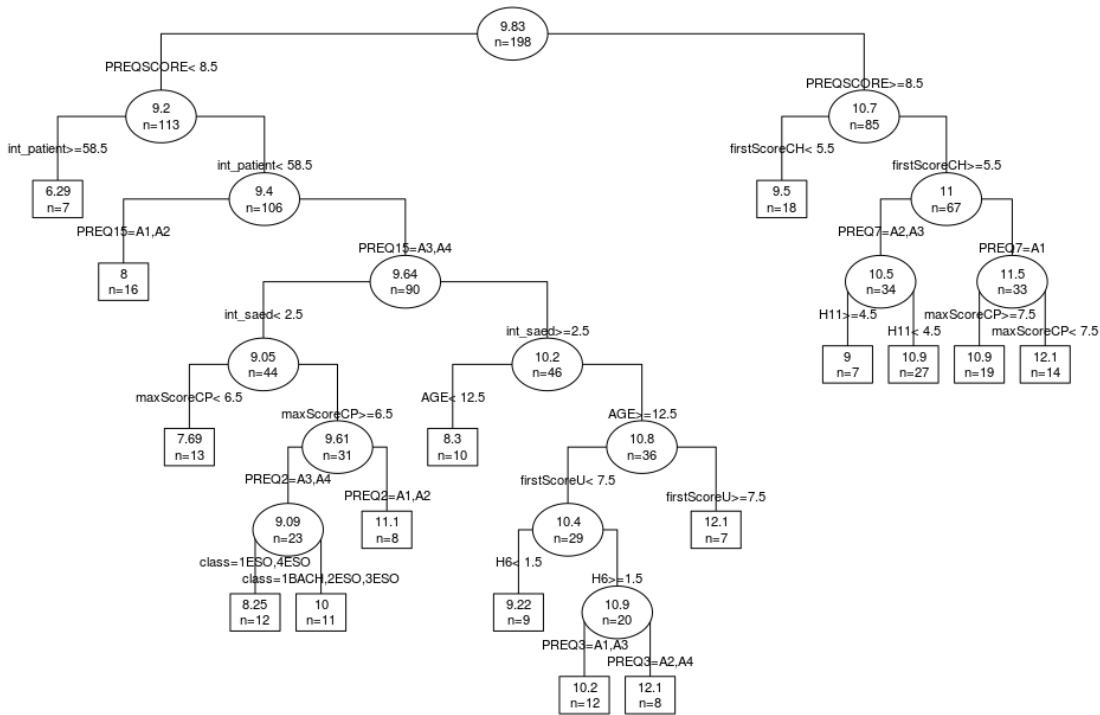 9.83
n=198
PREQSCORE< 8.5
PREQSCORE>=8.5
9.2
n=113
10.7
n=85
int_patient>=58.5
int_patient< 58.5
firstScoreCH< 5.5
firstScoreCH>=5.5
6.29
n=7
9.4
n=106
9.5
n=18
11
n=67
PREQ15=A1,A2
PREQ15=A3,A4
PREQ7=A2,A3
PREQ7=A1
8
n=16
9.64
n=90
10.5
n=34
11.5
n=33
int_saed< 2.5
int_saed>=2.5
H11>=4.5
H11< 4.5
maxScoreCP>=7.5
maxScoreCP< 7.5
9.05
n=44
10.2
n=46
9
n=7
10.9
n=27
10.9
n=19
12.1
n=14
maxScoreCP< 6.5
maxScoreCP>=6.5
AGE< 12.5
AGE>=12.5
7.69
n=13
9.61
n=31
8.3
n=10
10.8
n=36
PREQ2=A3,A4
PREQ2=A1,A2
firstScoreU< 7.5
firstScoreU>=7.5
9.09
n=23
11.1
n=8
10.4
n=29
12.1
n=7
class=1ESO,4ESO
class=1BACH,2ESO,3ESO
H6< 1.5
H6>=1.5
8.25
n=12
10
n=11
9.22
n=9
10.9
n=20
PREQ3=A1,A3
PREQ3=A2,A4
10.2
n=12
12.1
n=8